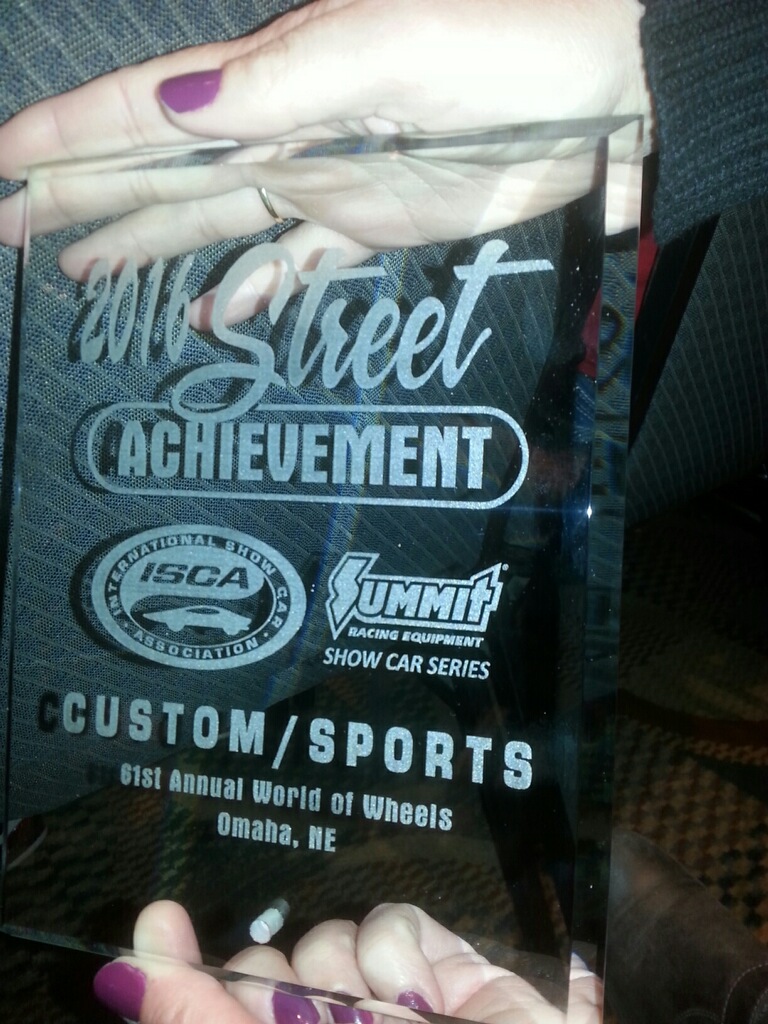 2016 Street
ACHIEVEMENT
INTERNATIONAL SHOW CAR
ISCA
ASSOCIATION
SUMMIT®
RACING EQUIPMENT
SHOW CAR SERIES
CUSTOM/SPORTS
61st Annual World of Wheels
Omaha, NE